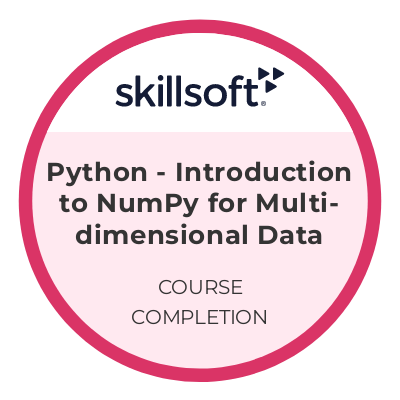 skillsoft®
Python - Introduction
to NumPy for Multi-
dimensional Data
COURSE
COMPLETION